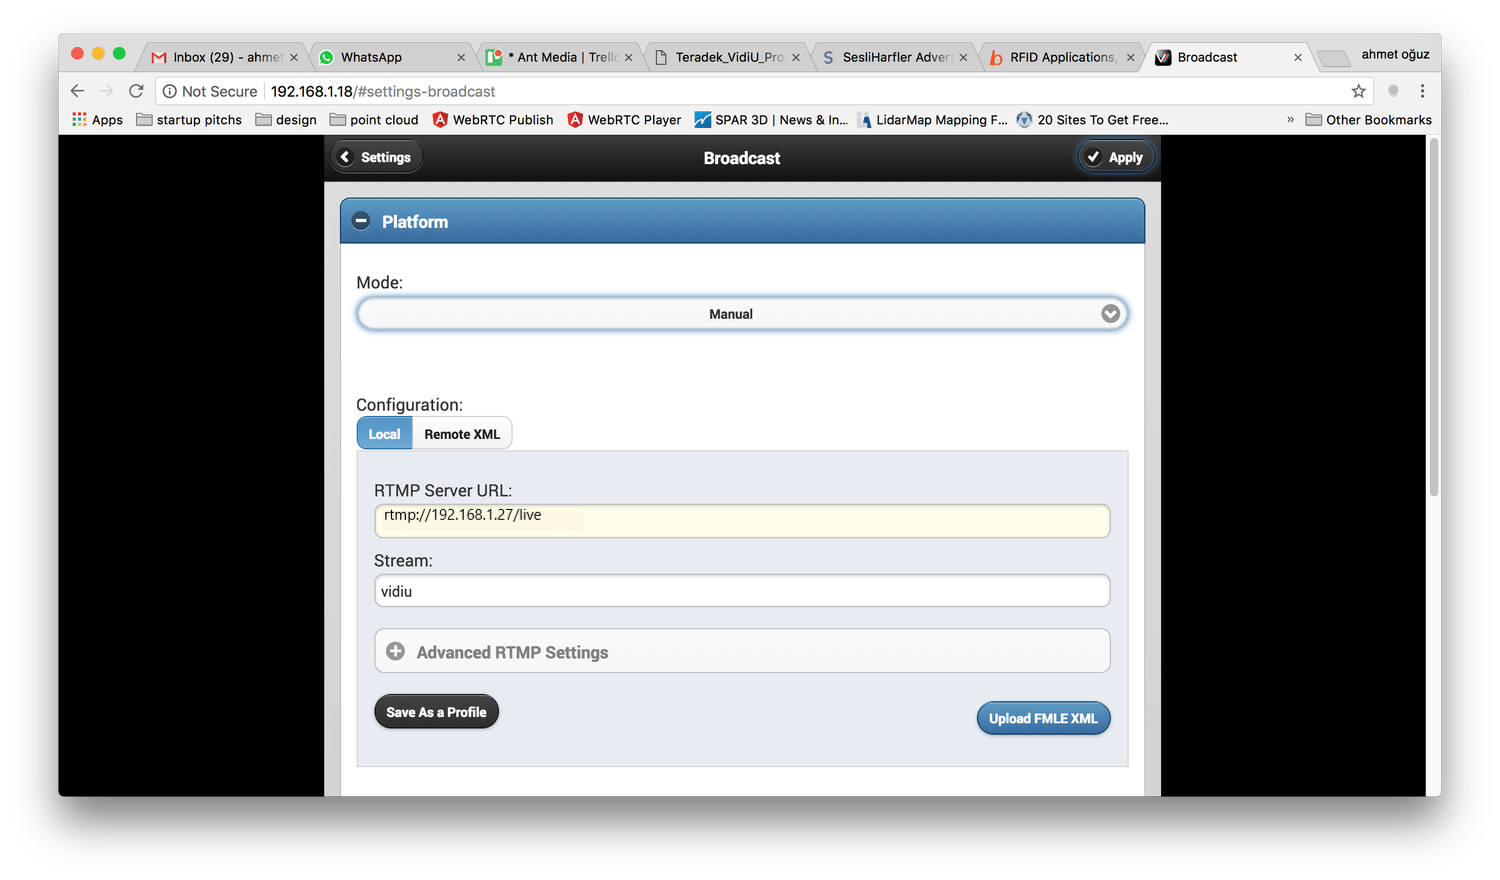 Inbox (29) - ahmet
WhatsApp
* Ant Media | Trello
Teradek_VidiU_Pro
SesliHarfler Advert
RFID Applications,
Broadcast
ahmet oğuz
Not Secure
192.168.1.18/#settings-broadcast
Apps
startup pitchs
design
point cloud
WebRTC Publish
WebRTC Player
SPAR 3D | News & In...
LidarMap Mapping F...
20 Sites To Get Free...
»
Other Bookmarks
Settings
Broadcast
Apply
Platform
Mode:
Manual
Configuration:
Local
Remote XML
RTMP Server URL:
rtmp://192.168.1.27/live
Stream:
vidiu
Advanced RTMP Settings
Save As a Profile
Upload FMLE XML